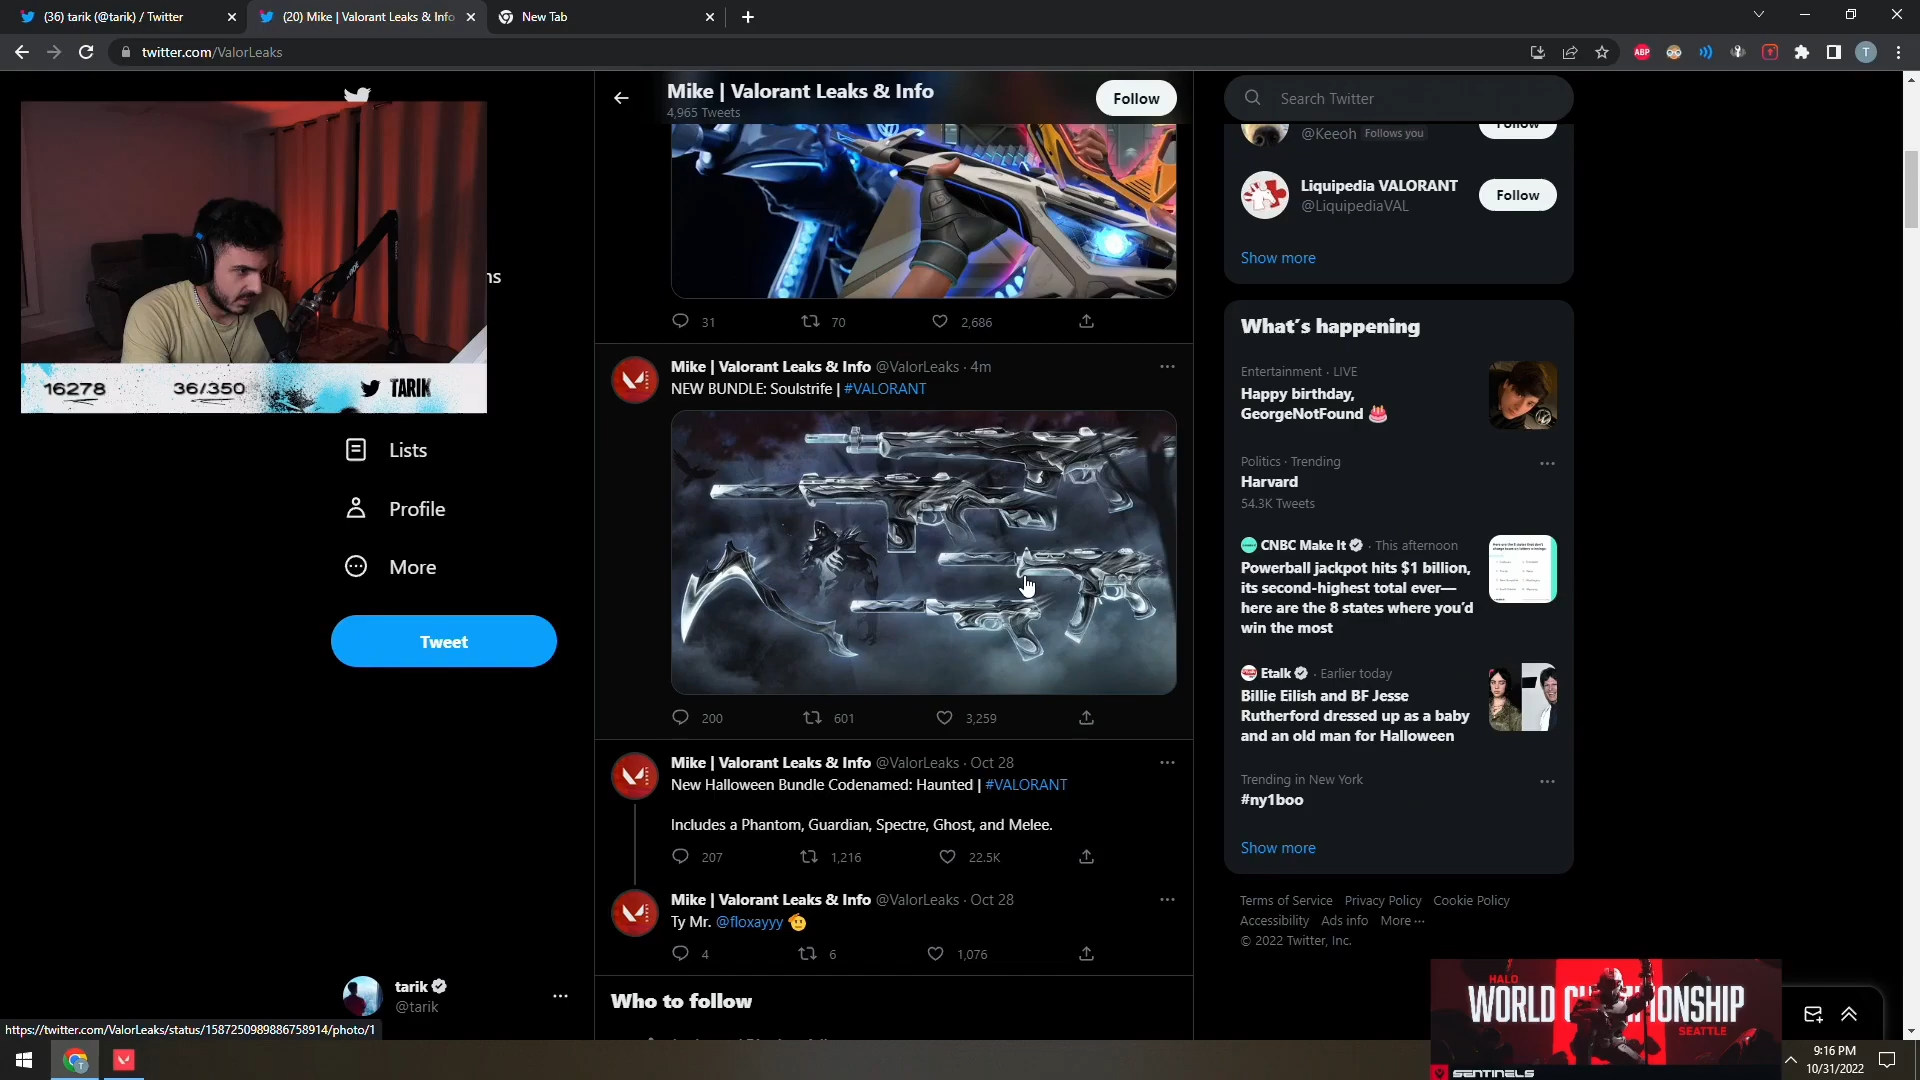 (36) tarik (@tarik) / Twitter
(20) Mike | Valorant Leaks & Info
New Tab
twitter.com/ValorLeaks
ABP
T
Mike | Valorant Leaks & Info
4,965 Tweets
Follow
Search Twitter
@Keeoh Follows you
Follow
Liquipedia VALORANT
@LiquipediaVAL
Follow
Show more
31
70
2,686
What's happening
Entertainment · LIVE
Happy birthday,
GeorgeNotFound 🎂
Politics · Trending
Harvard
54.3K Tweets
CNBC Make It · This afternoon
Powerball jackpot hits $1 billion,
its second-highest total ever—
here are the 8 states where you'd
win the most
Etalk · Earlier today
Billie Eilish and BF Jesse
Rutherford dressed up as a baby
and an old man for Halloween
Trending in New York
#ny1boo
Show more
Terms of Service Privacy Policy Cookie Policy
Accessibility Ads info More ···
© 2022 Twitter, Inc.
Mike | Valorant Leaks & Info @ValorLeaks · 4m
NEW BUNDLE: Soulstrife | #VALORANT
200
601
3,259
Mike | Valorant Leaks & Info @ValorLeaks · Oct 28
New Halloween Bundle Codenamed: Haunted | #VALORANT
Includes a Phantom, Guardian, Spectre, Ghost, and Melee.
207
1,216
22.5K
Mike | Valorant Leaks & Info @ValorLeaks · Oct 28
Ty Mr. @floxayyy 🫡
4
6
1,076
Who to follow
ns
16278
36/350
TARIK
Lists
Profile
More
Tweet
tarik
@tarik
https://twitter.com/ValorLeaks/status/1587250989886758914/photo/1
HALO
WORLD CHAMPIONSHIP
SEATTLE
SENTINELS
9:16 PM
10/31/2022